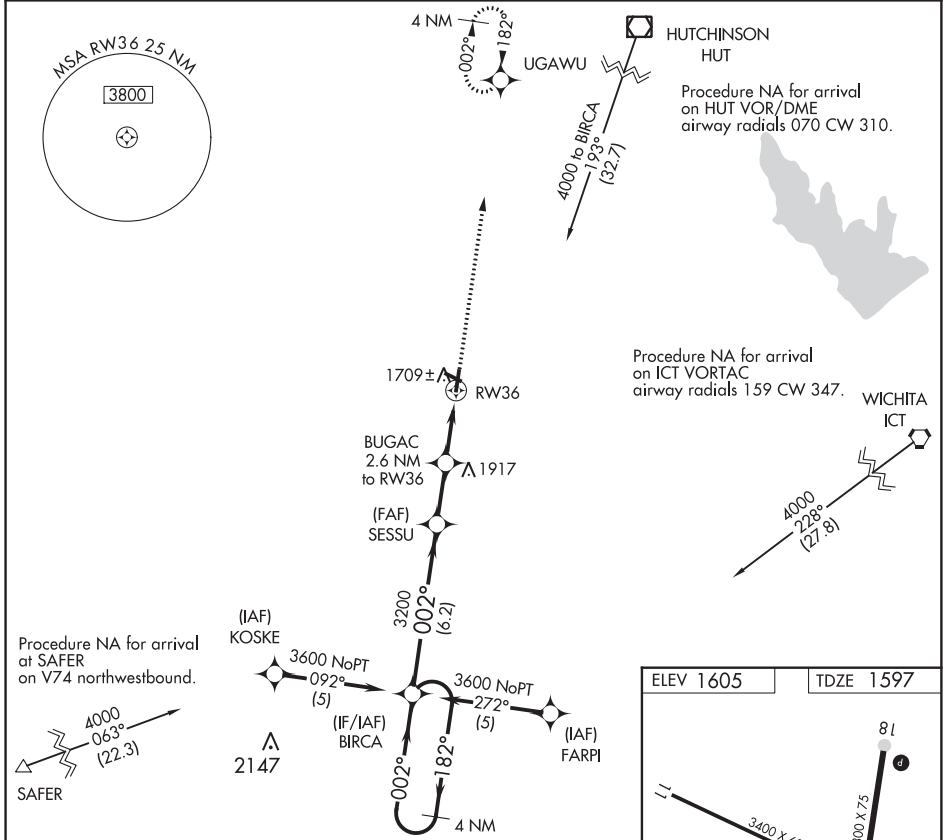 MSA RW36 25 NM
3800
4 NM
002°
182°
UGAWU
HUTCHINSON
HUT
4000 to BIRCA
193°
(32.7)
Procedure NA for arrival
on HUT VOR/DME
airway radials 070 CW 310.
1709±
RW36
Procedure NA for arrival
on ICT VORTAC
airway radials 159 CW 347.
WICHITA
ICT
4000
228°
(27.8)
BUGAC
2.6 NM
to RW36
1917
(FAF)
SESSU
3200
002°
(6.2)
(IAF)
KOSKE
3600 NoPT
092°
(5)
3600 NoPT
272°
(5)
(IF/IAF)
BIRCA
(IAF)
FARPI
Procedure NA for arrival
at SAFER
on V74 northwestbound.
4000
063°
(22.3)
SAFER
2147
002°
182°
4 NM
ELEV 1605
TDZE 1597
18
P
11
3400 X
00 X 75